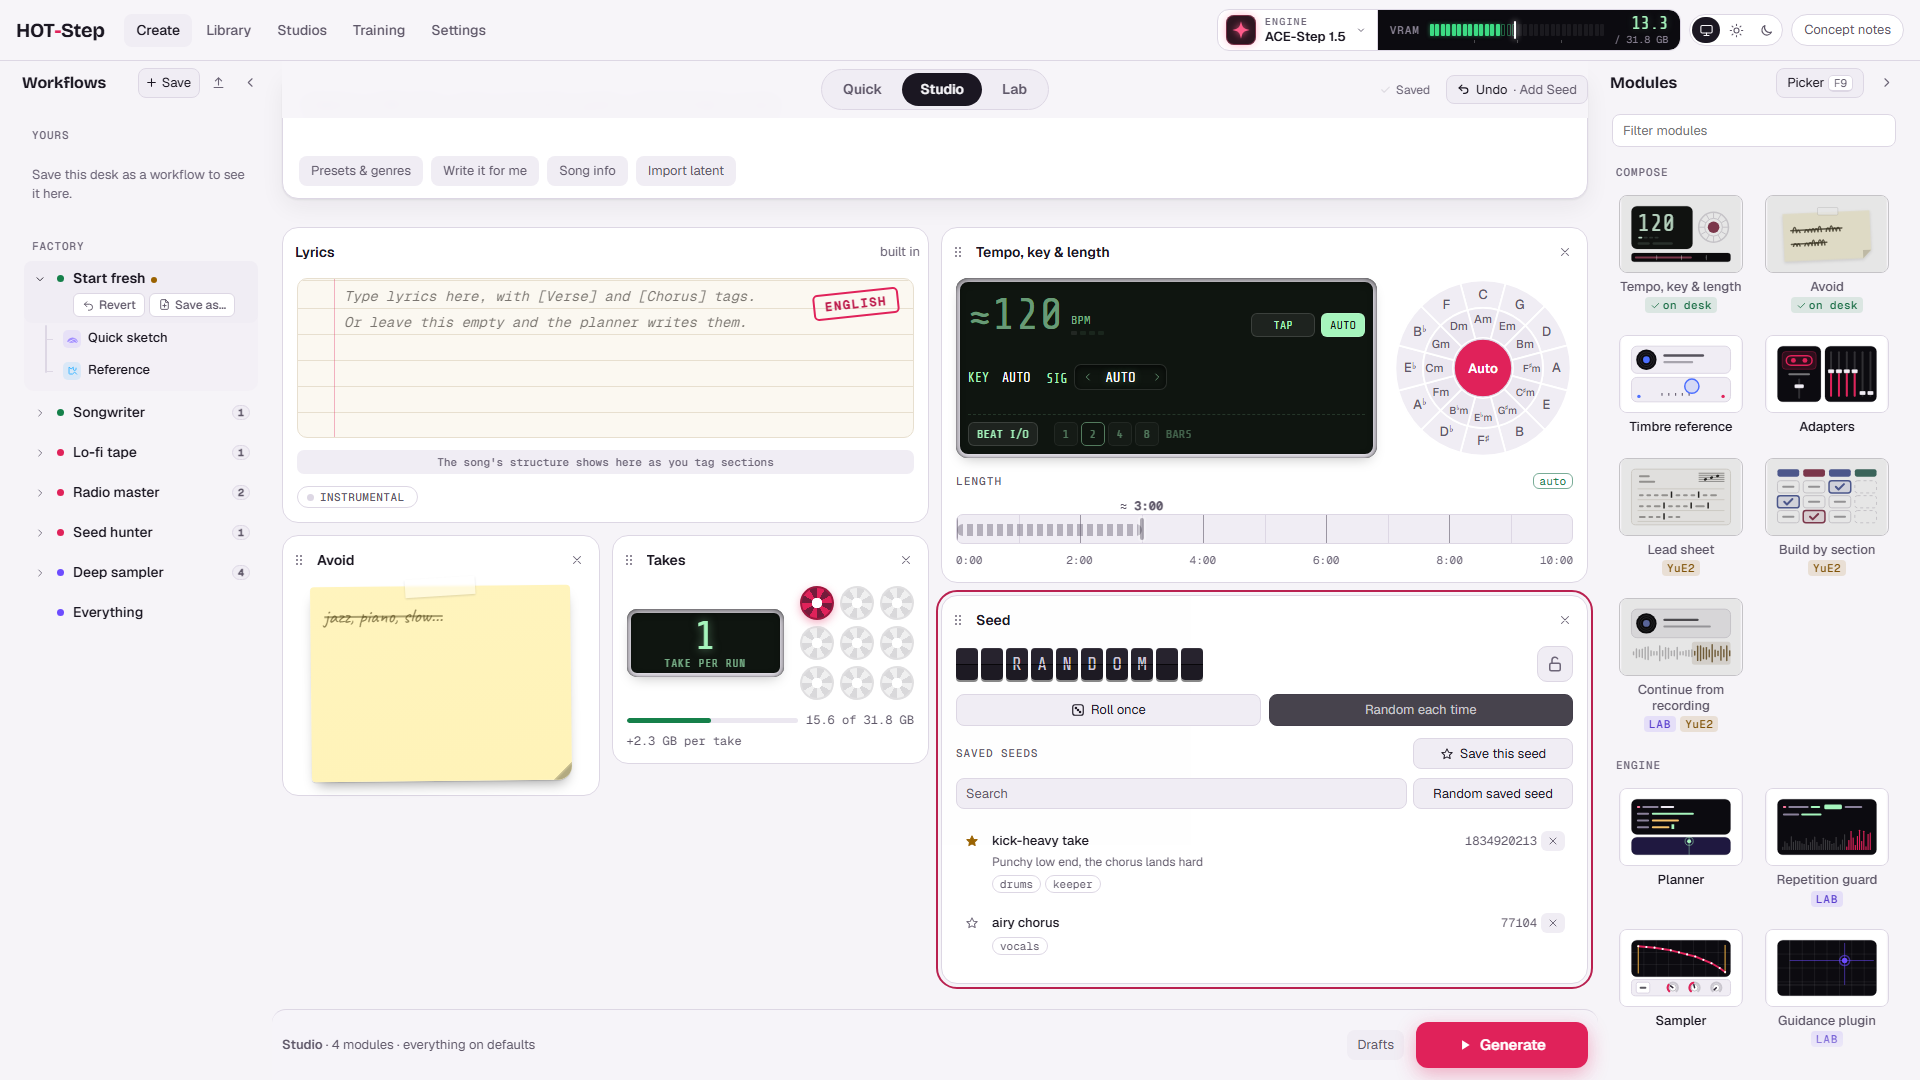 HOT-Step
Create
Library
Studios
Training
Settings
ENGINE
ACE-Step 1.5
VRAM
13.3
/ 31.8 GB
Concept notes
Workflows
+ Save
Quick
Studio
Lab
Saved
Undo · Add Seed
Modules
Picker F9
YOURS
Save this desk as a workflow to see
it here.
FACTORY
Start fresh
Revert
Save as…
Quick sketch
Reference
Songwriter 1
Lo-fi tape 1
Radio master 2
Seed hunter 1
Deep sampler 4
Everything
Presets & genres
Write it for me
Song info
Import latent
Lyrics
built in
Type lyrics here, with [Verse] and [Chorus] tags.
Or leave this empty and the planner writes them.
ENGLISH
The song's structure shows here as you tag sections
INSTRUMENTAL
Avoid
jazz, piano, slow...
Takes
1
TAKE PER RUN
15.6 of 31.8 GB
+2.3 GB per take
Tempo, key & length
≈120 BPM
TAP
AUTO
KEY AUTO SIG AUTO
BEAT I/O 1 2 4 8 BARS
C
G
D
A
E
B
F♯
D♭
A♭
E♭
B♭
F
Am
Em
Bm
F♯m
C♯m
G♯m
E♭m
B♭m
Fm
Cm
Gm
Dm
Auto
LENGTH
auto
≈ 3:00
0:00 2:00 4:00 6:00 8:00 10:00
Seed
RANDOM
Roll once
Random each time
SAVED SEEDS
Save this seed
Search
Random saved seed
kick-heavy take
1834920213
Punchy low end, the chorus lands hard
drums
keeper
airy chorus
77104
vocals
Studio · 4 modules · everything on defaults
Drafts
Generate
Filter modules
COMPOSE
120
Tempo, key & length
on desk
Avoid
on desk
Timbre reference
Adapters
Lead sheet
YuE2
Build by section
YuE2
Continue from
recording
LAB YuE2
ENGINE
Planner
Repetition guard
LAB
Sampler
Guidance plugin
LAB